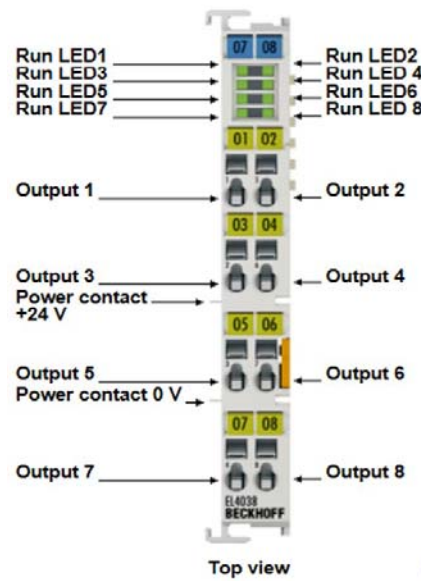 07 08
Run LED1 Run LED2
Run LED3 Run LED 4
Run LED5 Run LED6
Run LED7 Run LED 8
01 02
Output 1 Output 2
03 04
Output 3 Output 4
Power contact
+24 V
05 06
Output 5 Output 6
Power contact 0 V
07 08
Output 7 Output 8
EL4038
BECKHOFF
Top view